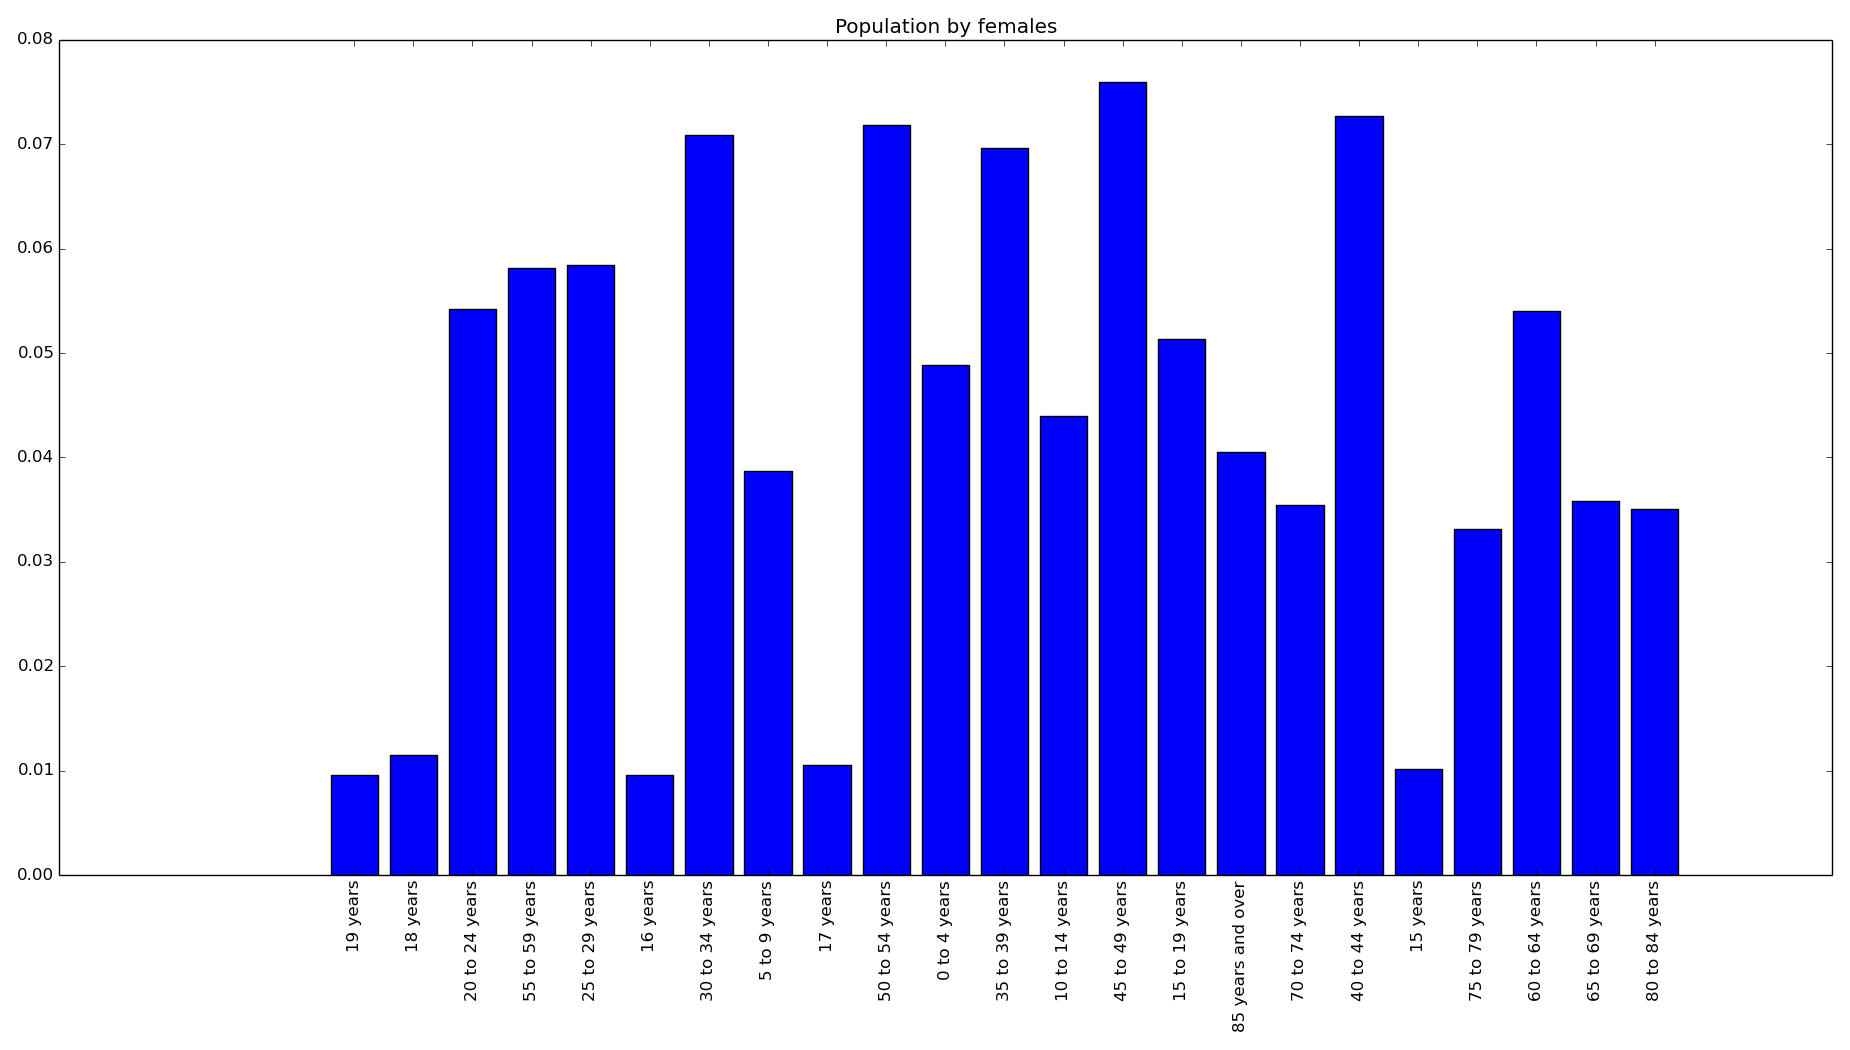 Population by females
0.08
0.07
0.06
0.05
0.04
0.03
0.02
0.01
0.00
19 years
18 years
20 to 24 years
55 to 59 years
25 to 29 years
16 years
30 to 34 years
5 to 9 years
17 years
50 to 54 years
0 to 4 years
35 to 39 years
10 to 14 years
45 to 49 years
15 to 19 years
85 years and over
70 to 74 years
40 to 44 years
15 years
75 to 79 years
60 to 64 years
65 to 69 years
80 to 84 years